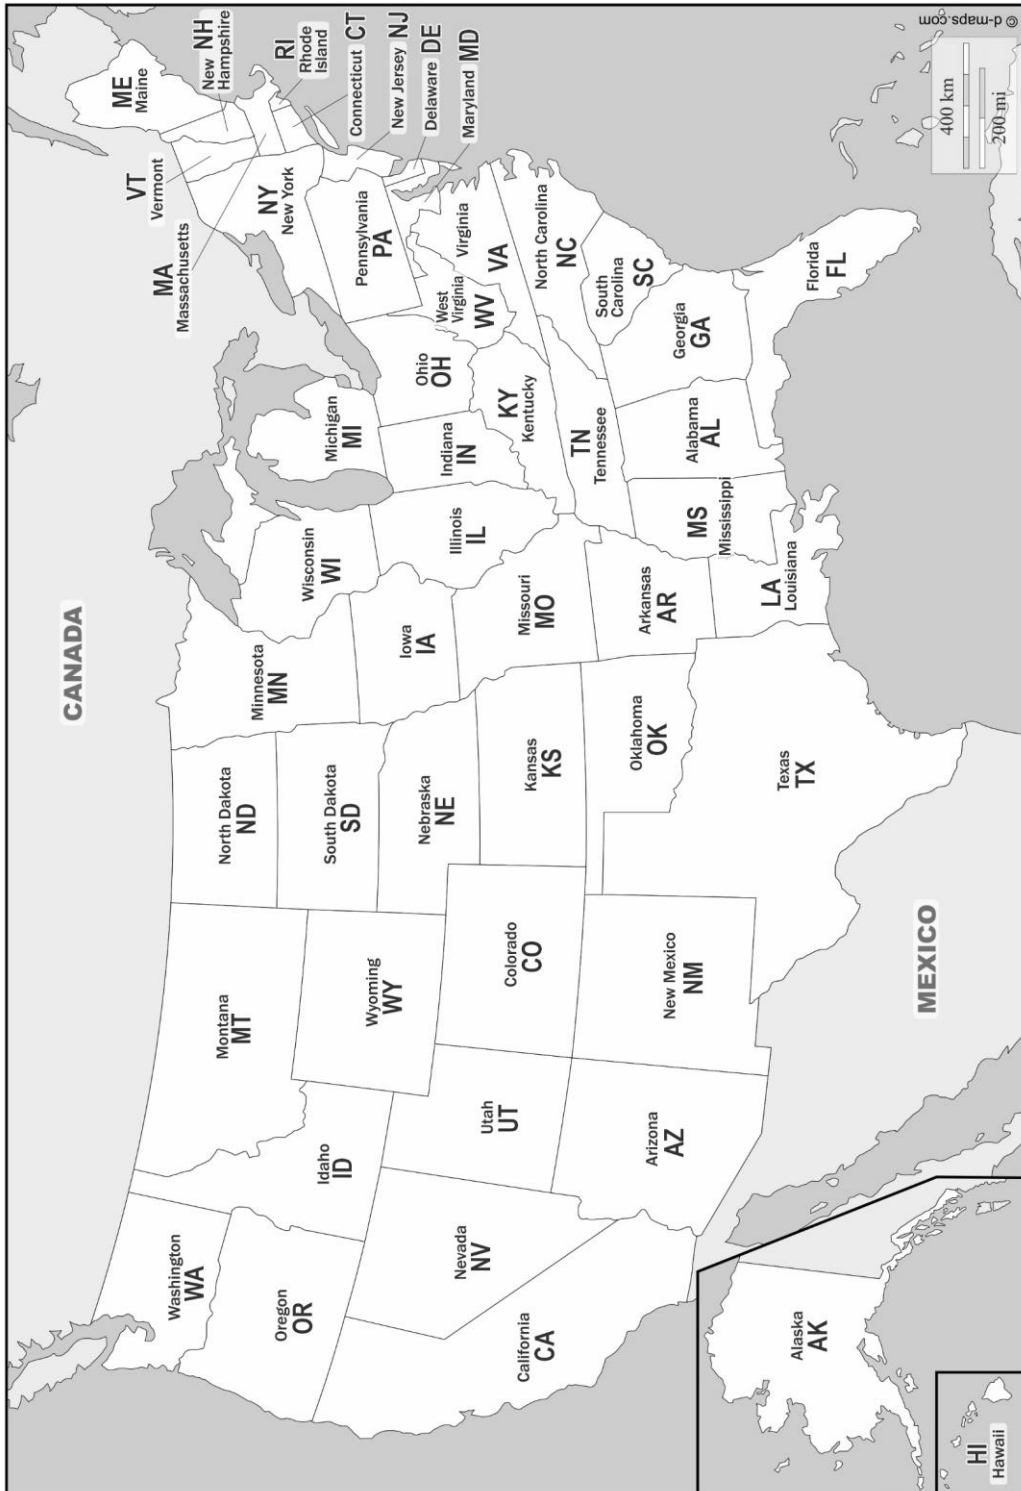 CANADA
Washington
WA
Oregon
OR
California
CA
Nevada
NV
Idaho
ID
Montana
MT
Wyoming
WY
Utah
UT
Arizona
AZ
Colorado
CO
New Mexico
NM
North Dakota
ND
South Dakota
SD
Nebraska
NE
Kansas
KS
Oklahoma
OK
Texas
TX
Minnesota
MN
Iowa
IA
Missouri
MO
Arkansas
AR
LA
Louisiana
Wisconsin
WI
Illinois
IL
Michigan
MI
Indiana
IN
Ohio
OH
KY
Kentucky
TN
Tennessee
MS
Mississippi
Alabama
AL
Georgia
GA
Florida
FL
South
Carolina
SC
North Carolina
NC
Virginia
VA
West
Virginia
WV
Pennsylvania
PA
NY
New York
VT
Vermont
MA
Massachusetts
ME
Maine
New NH
Hampshire
RI
Rhode
Island
Connecticut CT
New Jersey NJ
Delaware DE
Maryland MD
MEXICO
Alaska
AK
HI
Hawaii
400 km
200 mi
© d-maps.com